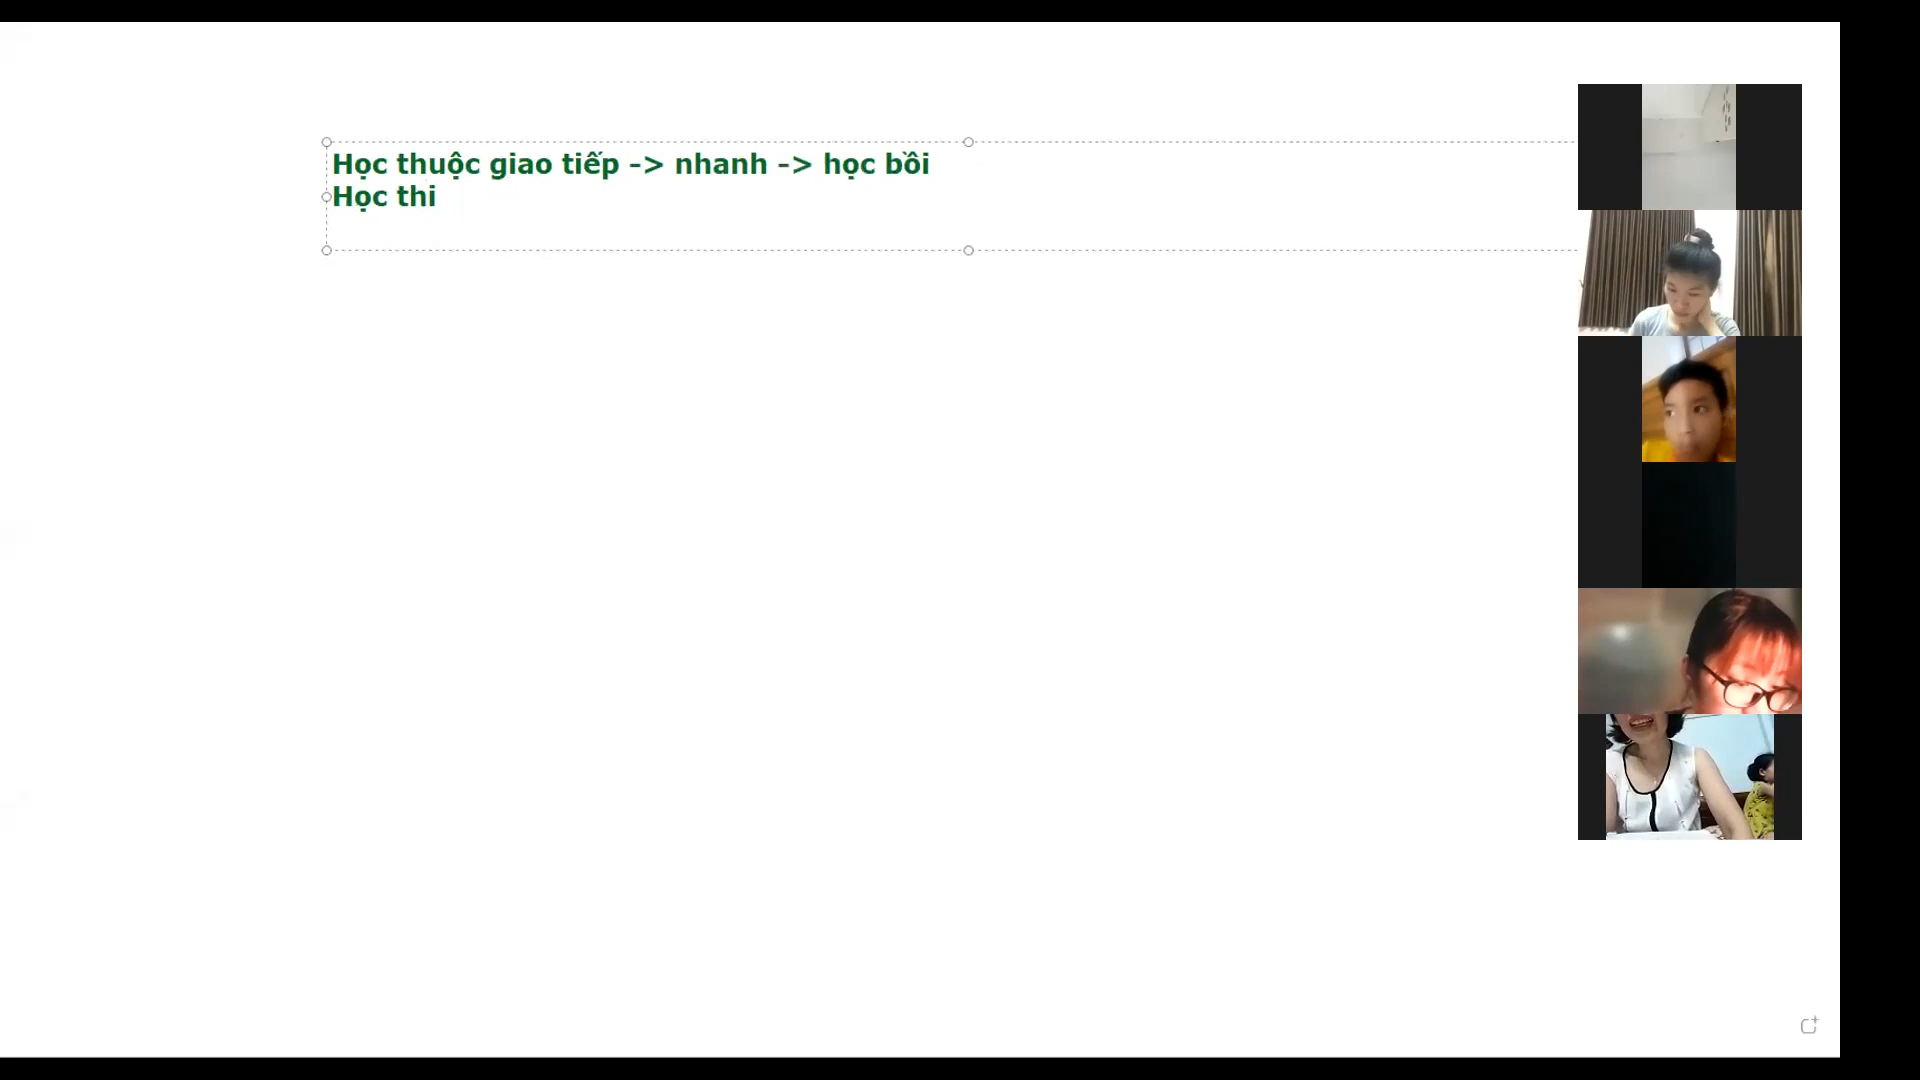 Học thuộc giao tiếp -> nhanh -> học bồi
Học thi